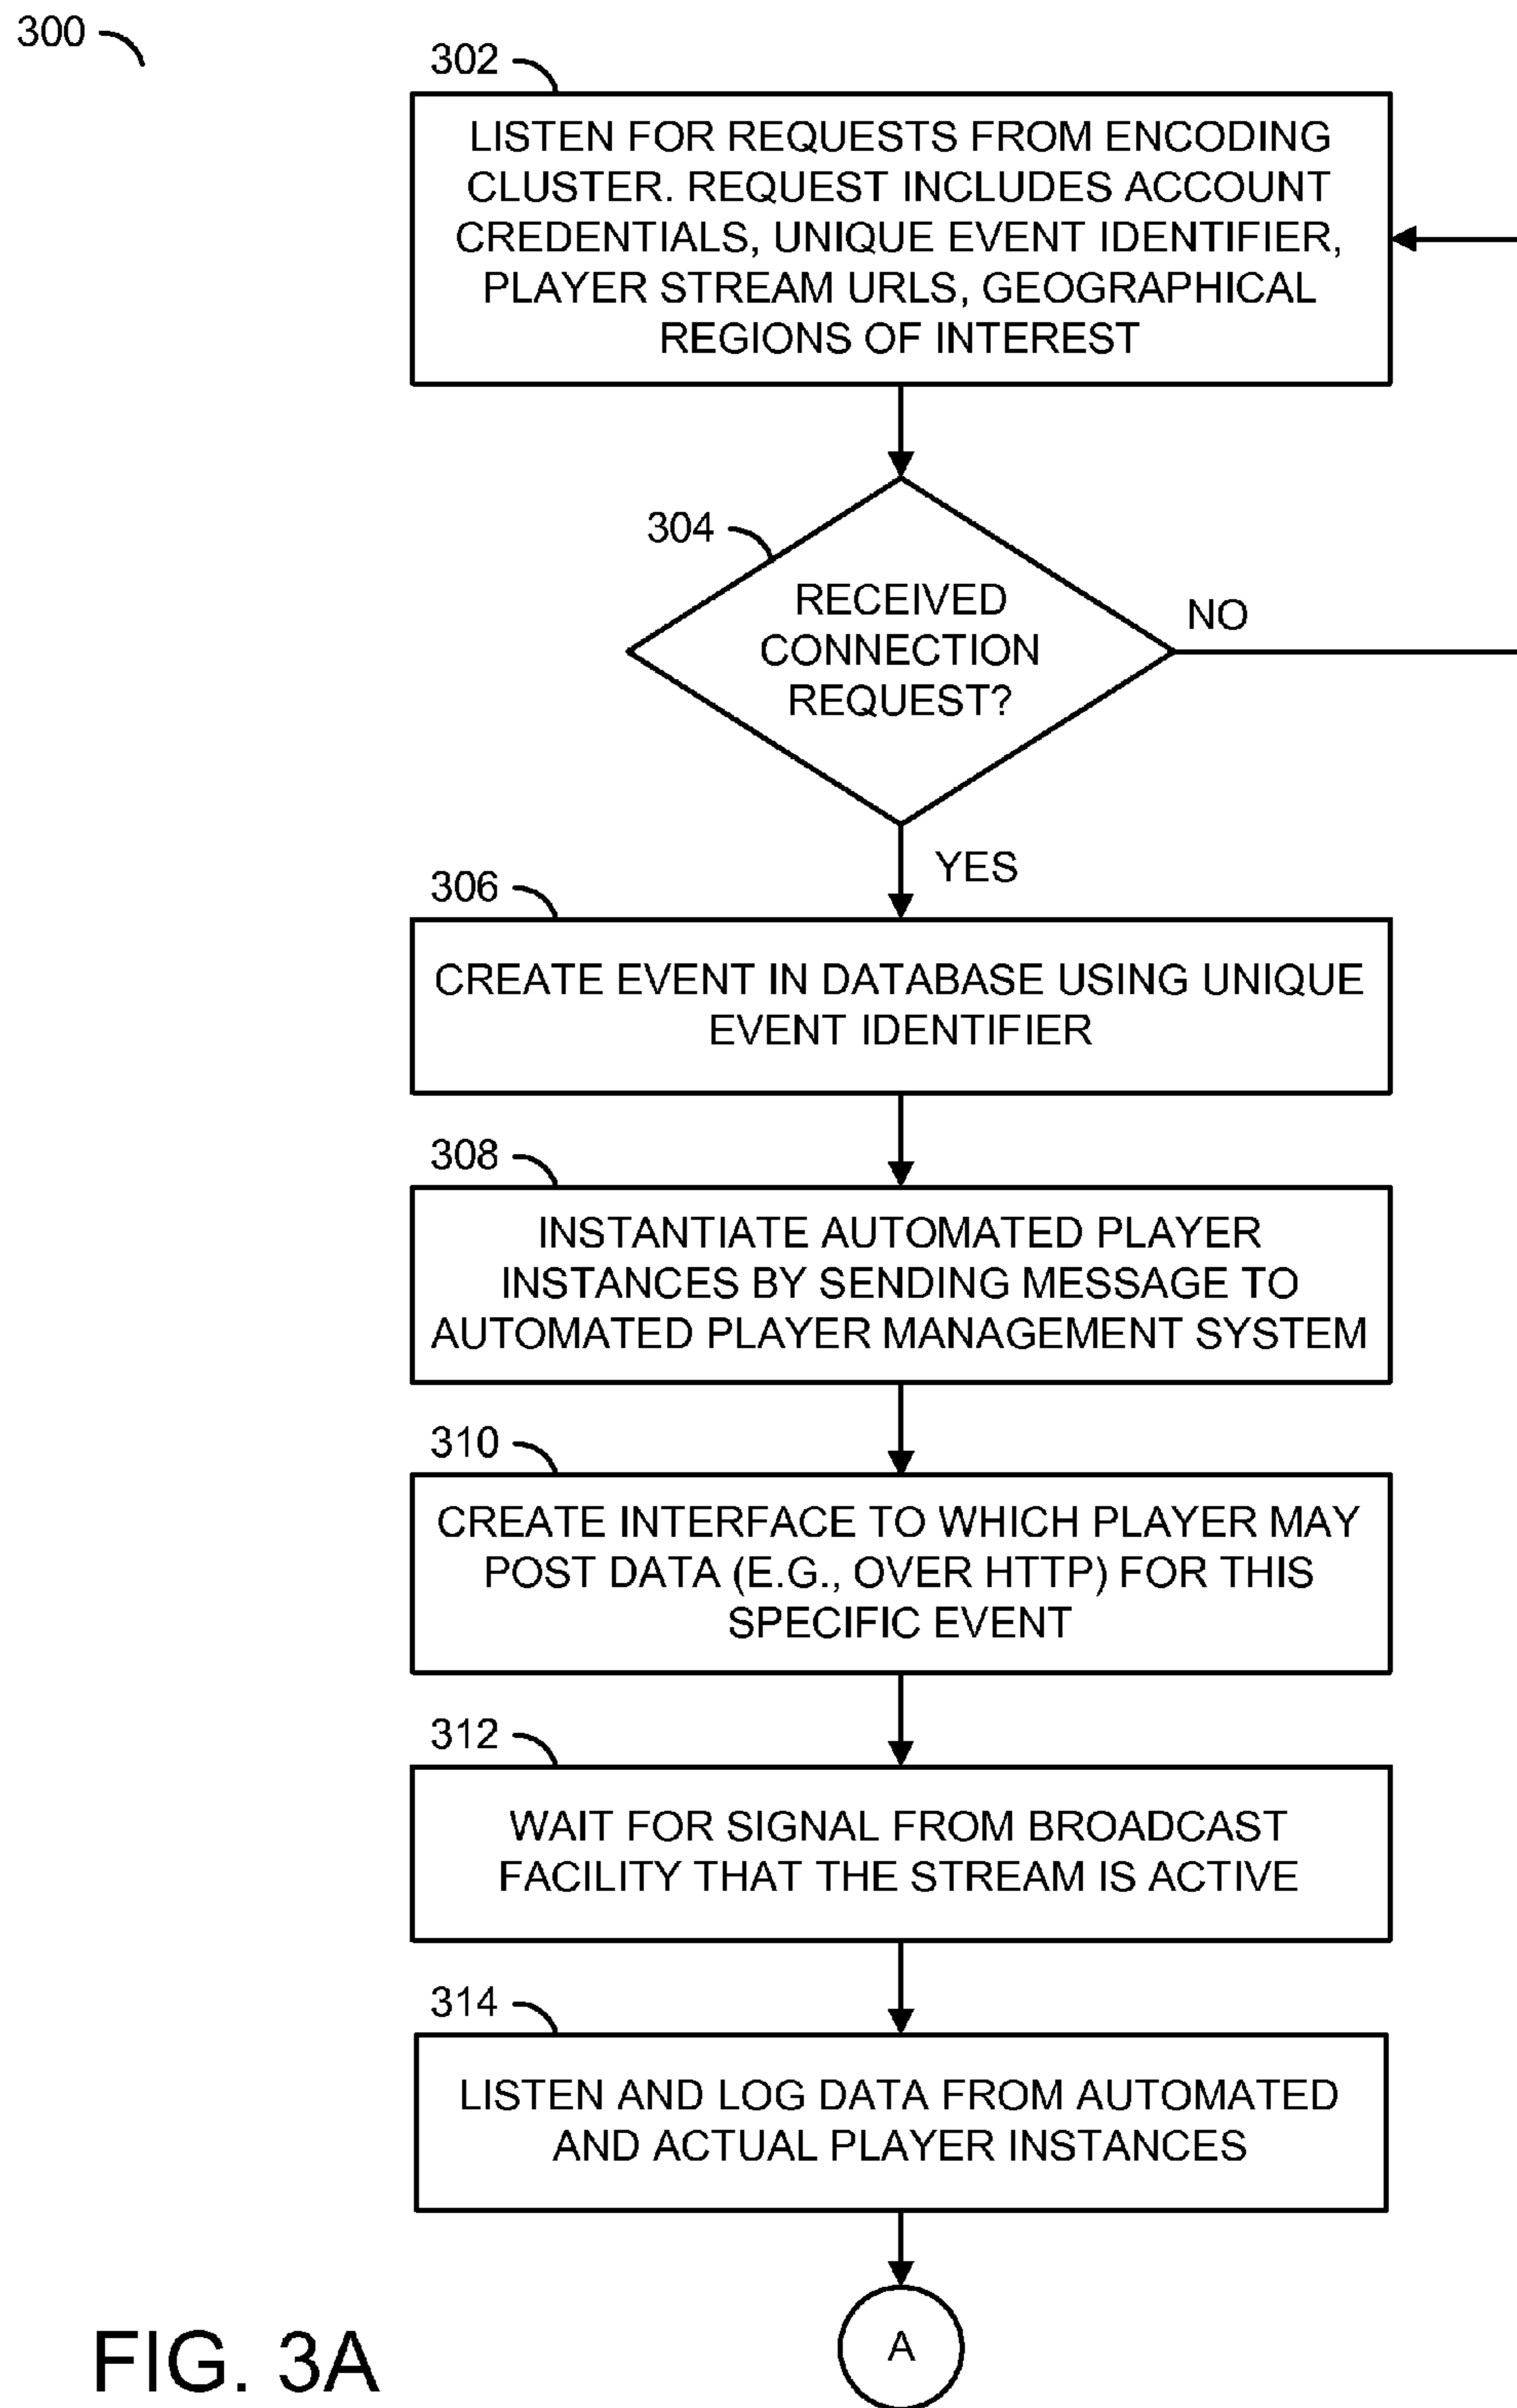 300
302
LISTEN FOR REQUESTS FROM ENCODING
CLUSTER. REQUEST INCLUDES ACCOUNT
CREDENTIALS, UNIQUE EVENT IDENTIFIER,
PLAYER STREAM URLS, GEOGRAPHICAL
REGIONS OF INTEREST
304
RECEIVED
CONNECTION
REQUEST?
NO
YES
306
CREATE EVENT IN DATABASE USING UNIQUE
EVENT IDENTIFIER
308
INSTANTIATE AUTOMATED PLAYER
INSTANCES BY SENDING MESSAGE TO
AUTOMATED PLAYER MANAGEMENT SYSTEM
310
CREATE INTERFACE TO WHICH PLAYER MAY
POST DATA (E.G., OVER HTTP) FOR THIS
SPECIFIC EVENT
312
WAIT FOR SIGNAL FROM BROADCAST
FACILITY THAT THE STREAM IS ACTIVE
314
LISTEN AND LOG DATA FROM AUTOMATED
AND ACTUAL PLAYER INSTANCES
A
FIG. 3A